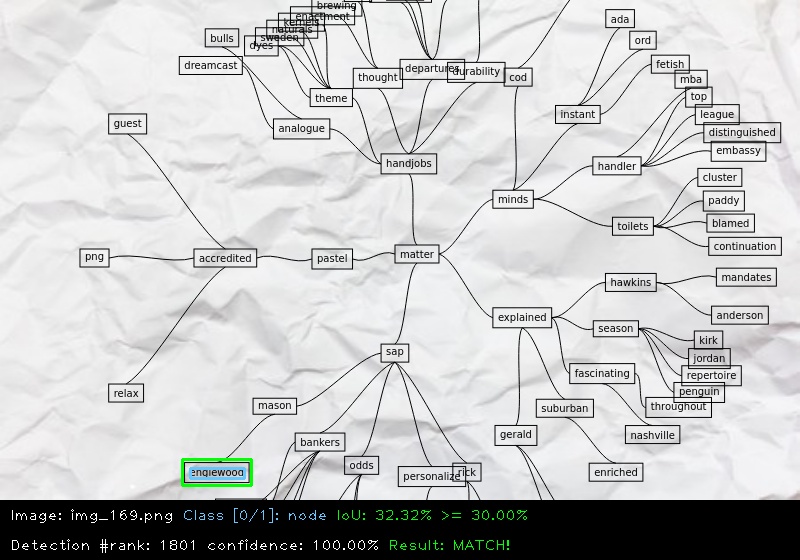 brewing
enactment
kernels
naturals
bulls
sweden
dyes
dreamcast
thought
departures
durability
cod
theme
analogue
handjobs
ada
ord
fetish
mba
top
league
distinguished
embassy
instant
handler
guest
minds
cluster
paddy
blamed
continuation
toilets
png
accredited
pastel
matter
hawkins
mandates
anderson
explained
season
kirk
jordan
repertoire
penguin
throughout
fascinating
sap
relax
mason
suburban
nashville
gerald
bankers
odds
personalize
rick
enriched
englewood
Image: img_169.png Class [0/1]: node IoU: 32.32% >= 30.00%
Detection #rank: 1801 confidence: 100.00% Result: MATCH!